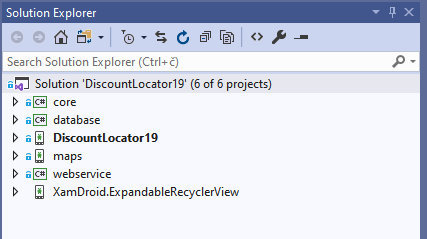 Solution Explorer
Search Solution Explorer (Ctrl+č)
Solution 'DiscountLocator19' (6 of 6 projects)
C# core
C# database
DiscountLocator19
maps
C# webservice
XamDroid.ExpandableRecyclerView